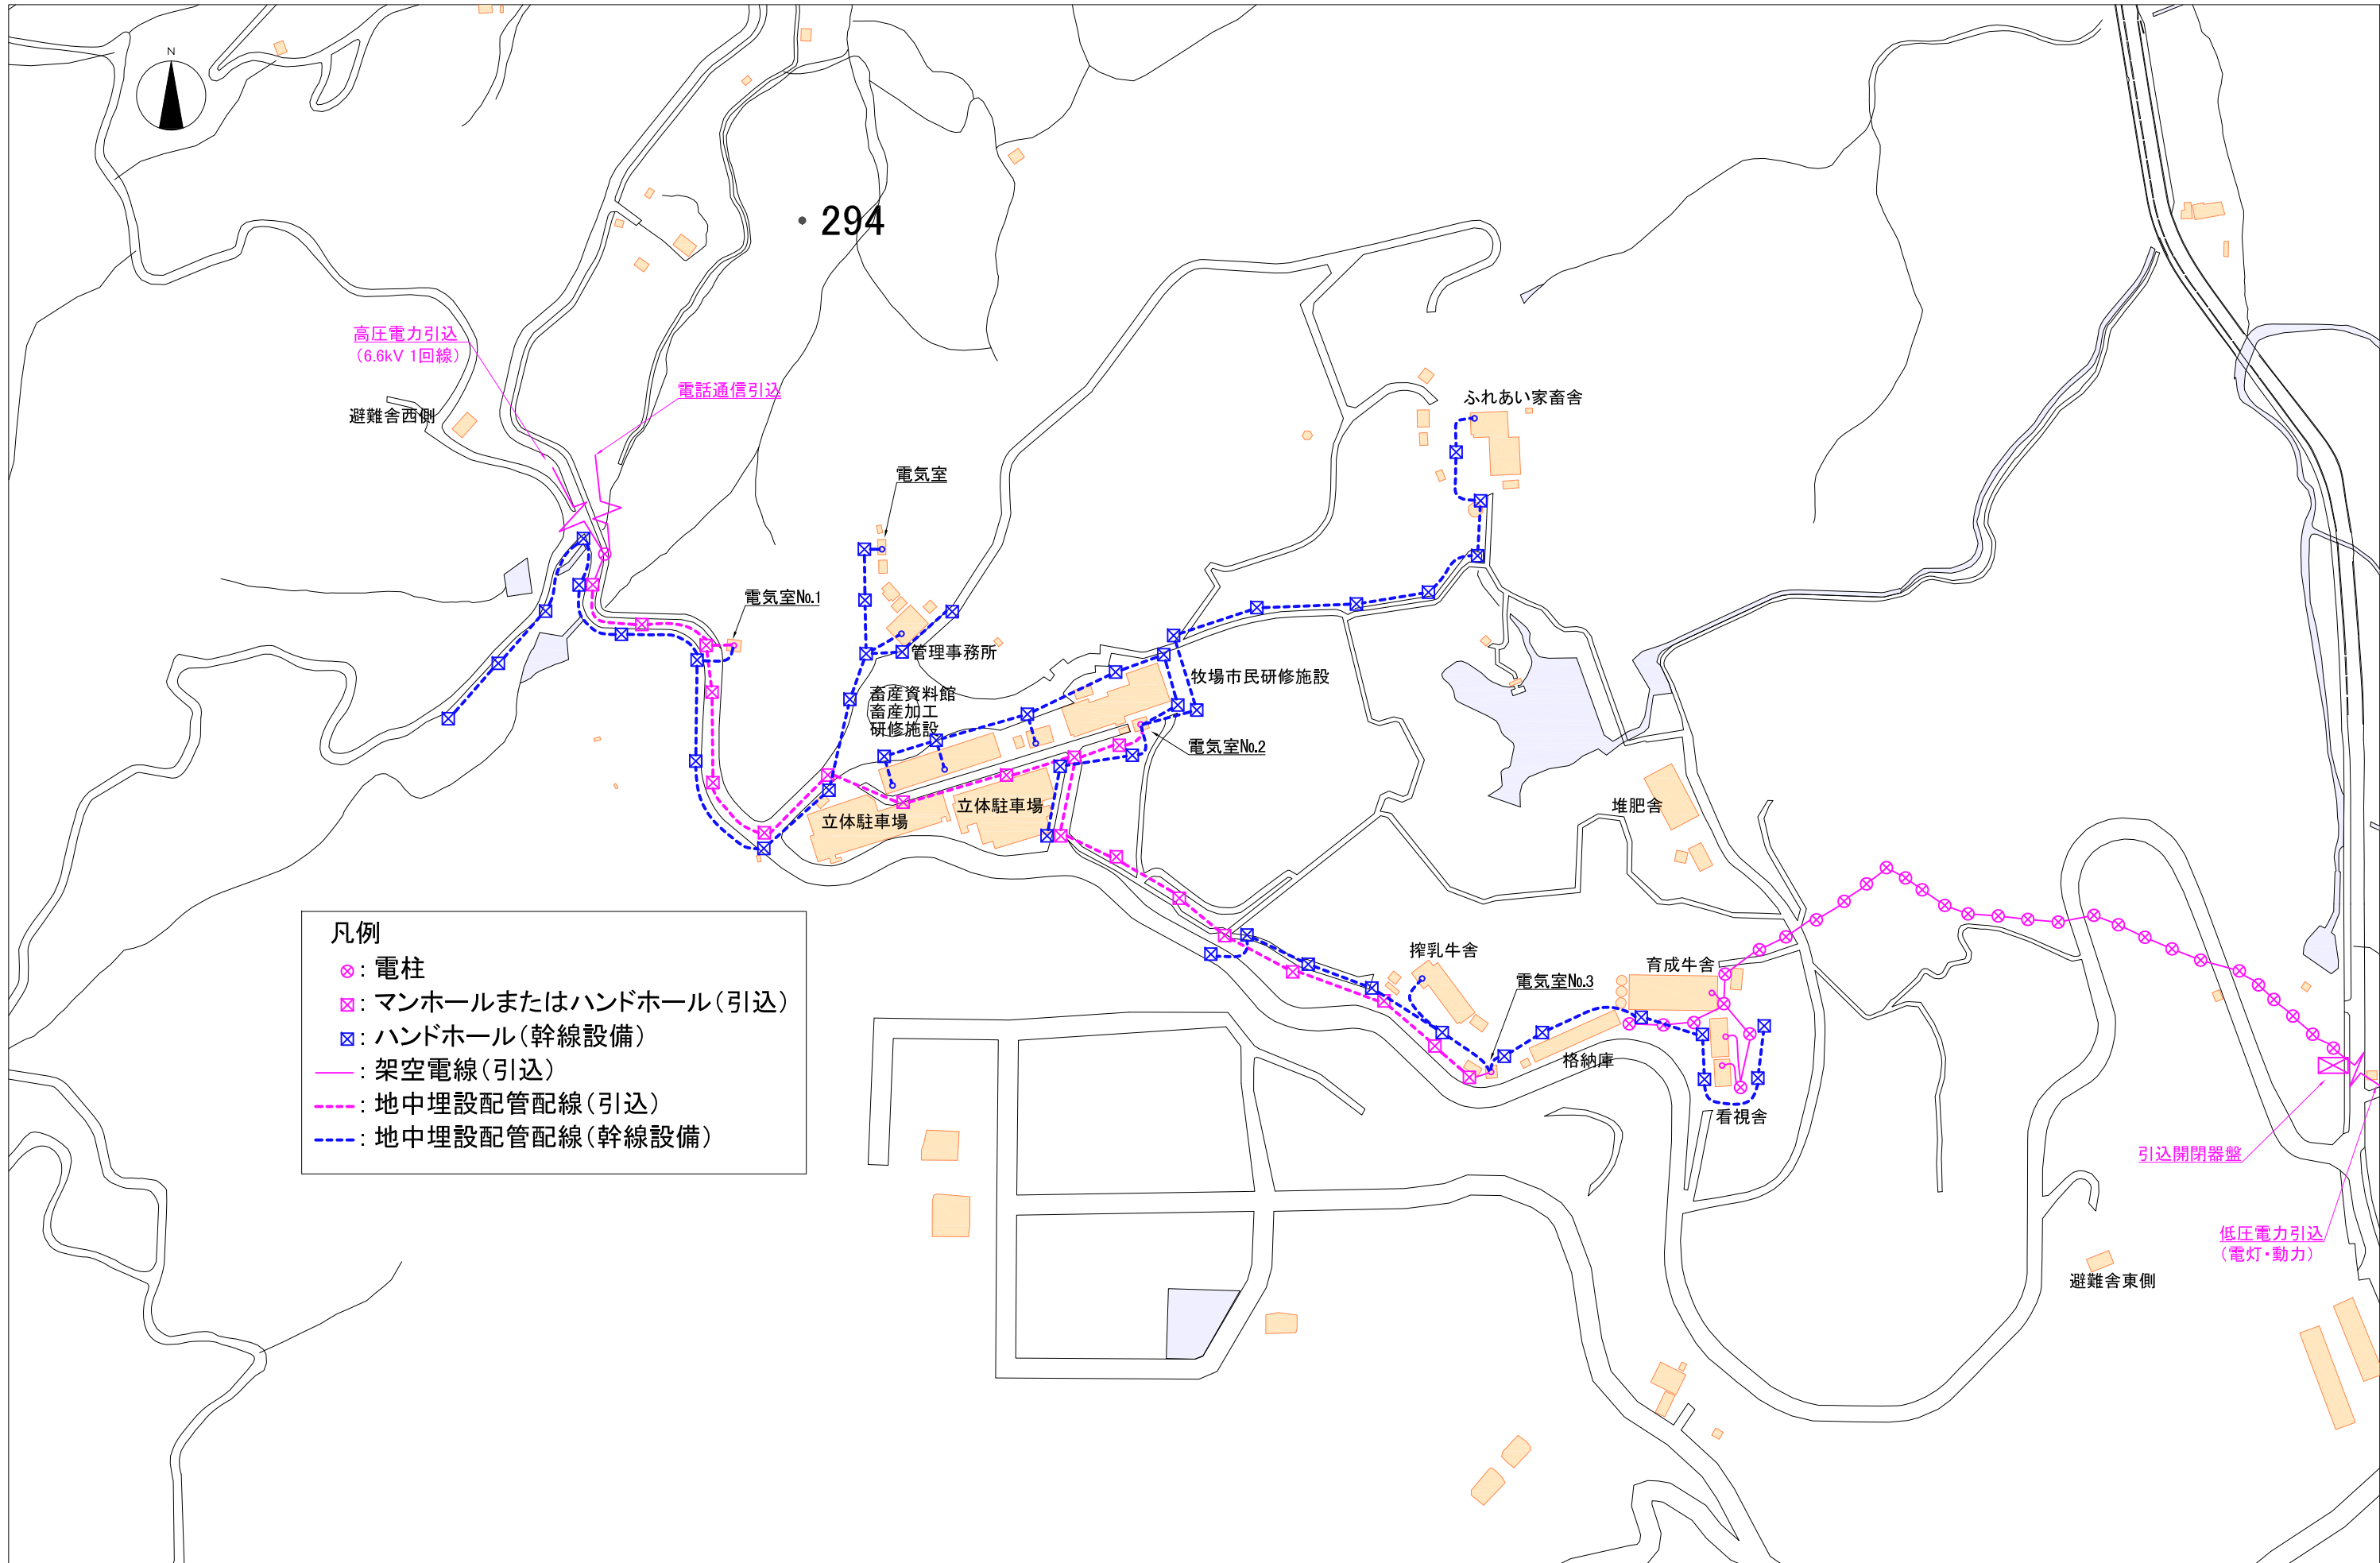 N
294
高圧電力引込
(6.6kV 1回線)
電話通信引込
避難舎西側
ふれあい家畜舎
電気室
電気室No.1
管理事務所
牧場市民研修施設
畜産資料館
畜産加工
研修施設
電気室No.2
立体駐車場
立体駐車場
堆肥舎
凡例
：電柱
：マンホールまたはハンドホール（引込）
：ハンドホール（幹線設備）
：架空電線（引込）
：地中埋設配管配線（引込）
：地中埋設配管配線（幹線設備）
搾乳牛舎
育成牛舎
電気室No.3
格納庫
看視舎
引込開閉器盤
低圧電力引込
（電灯・動力）
避難舎東側